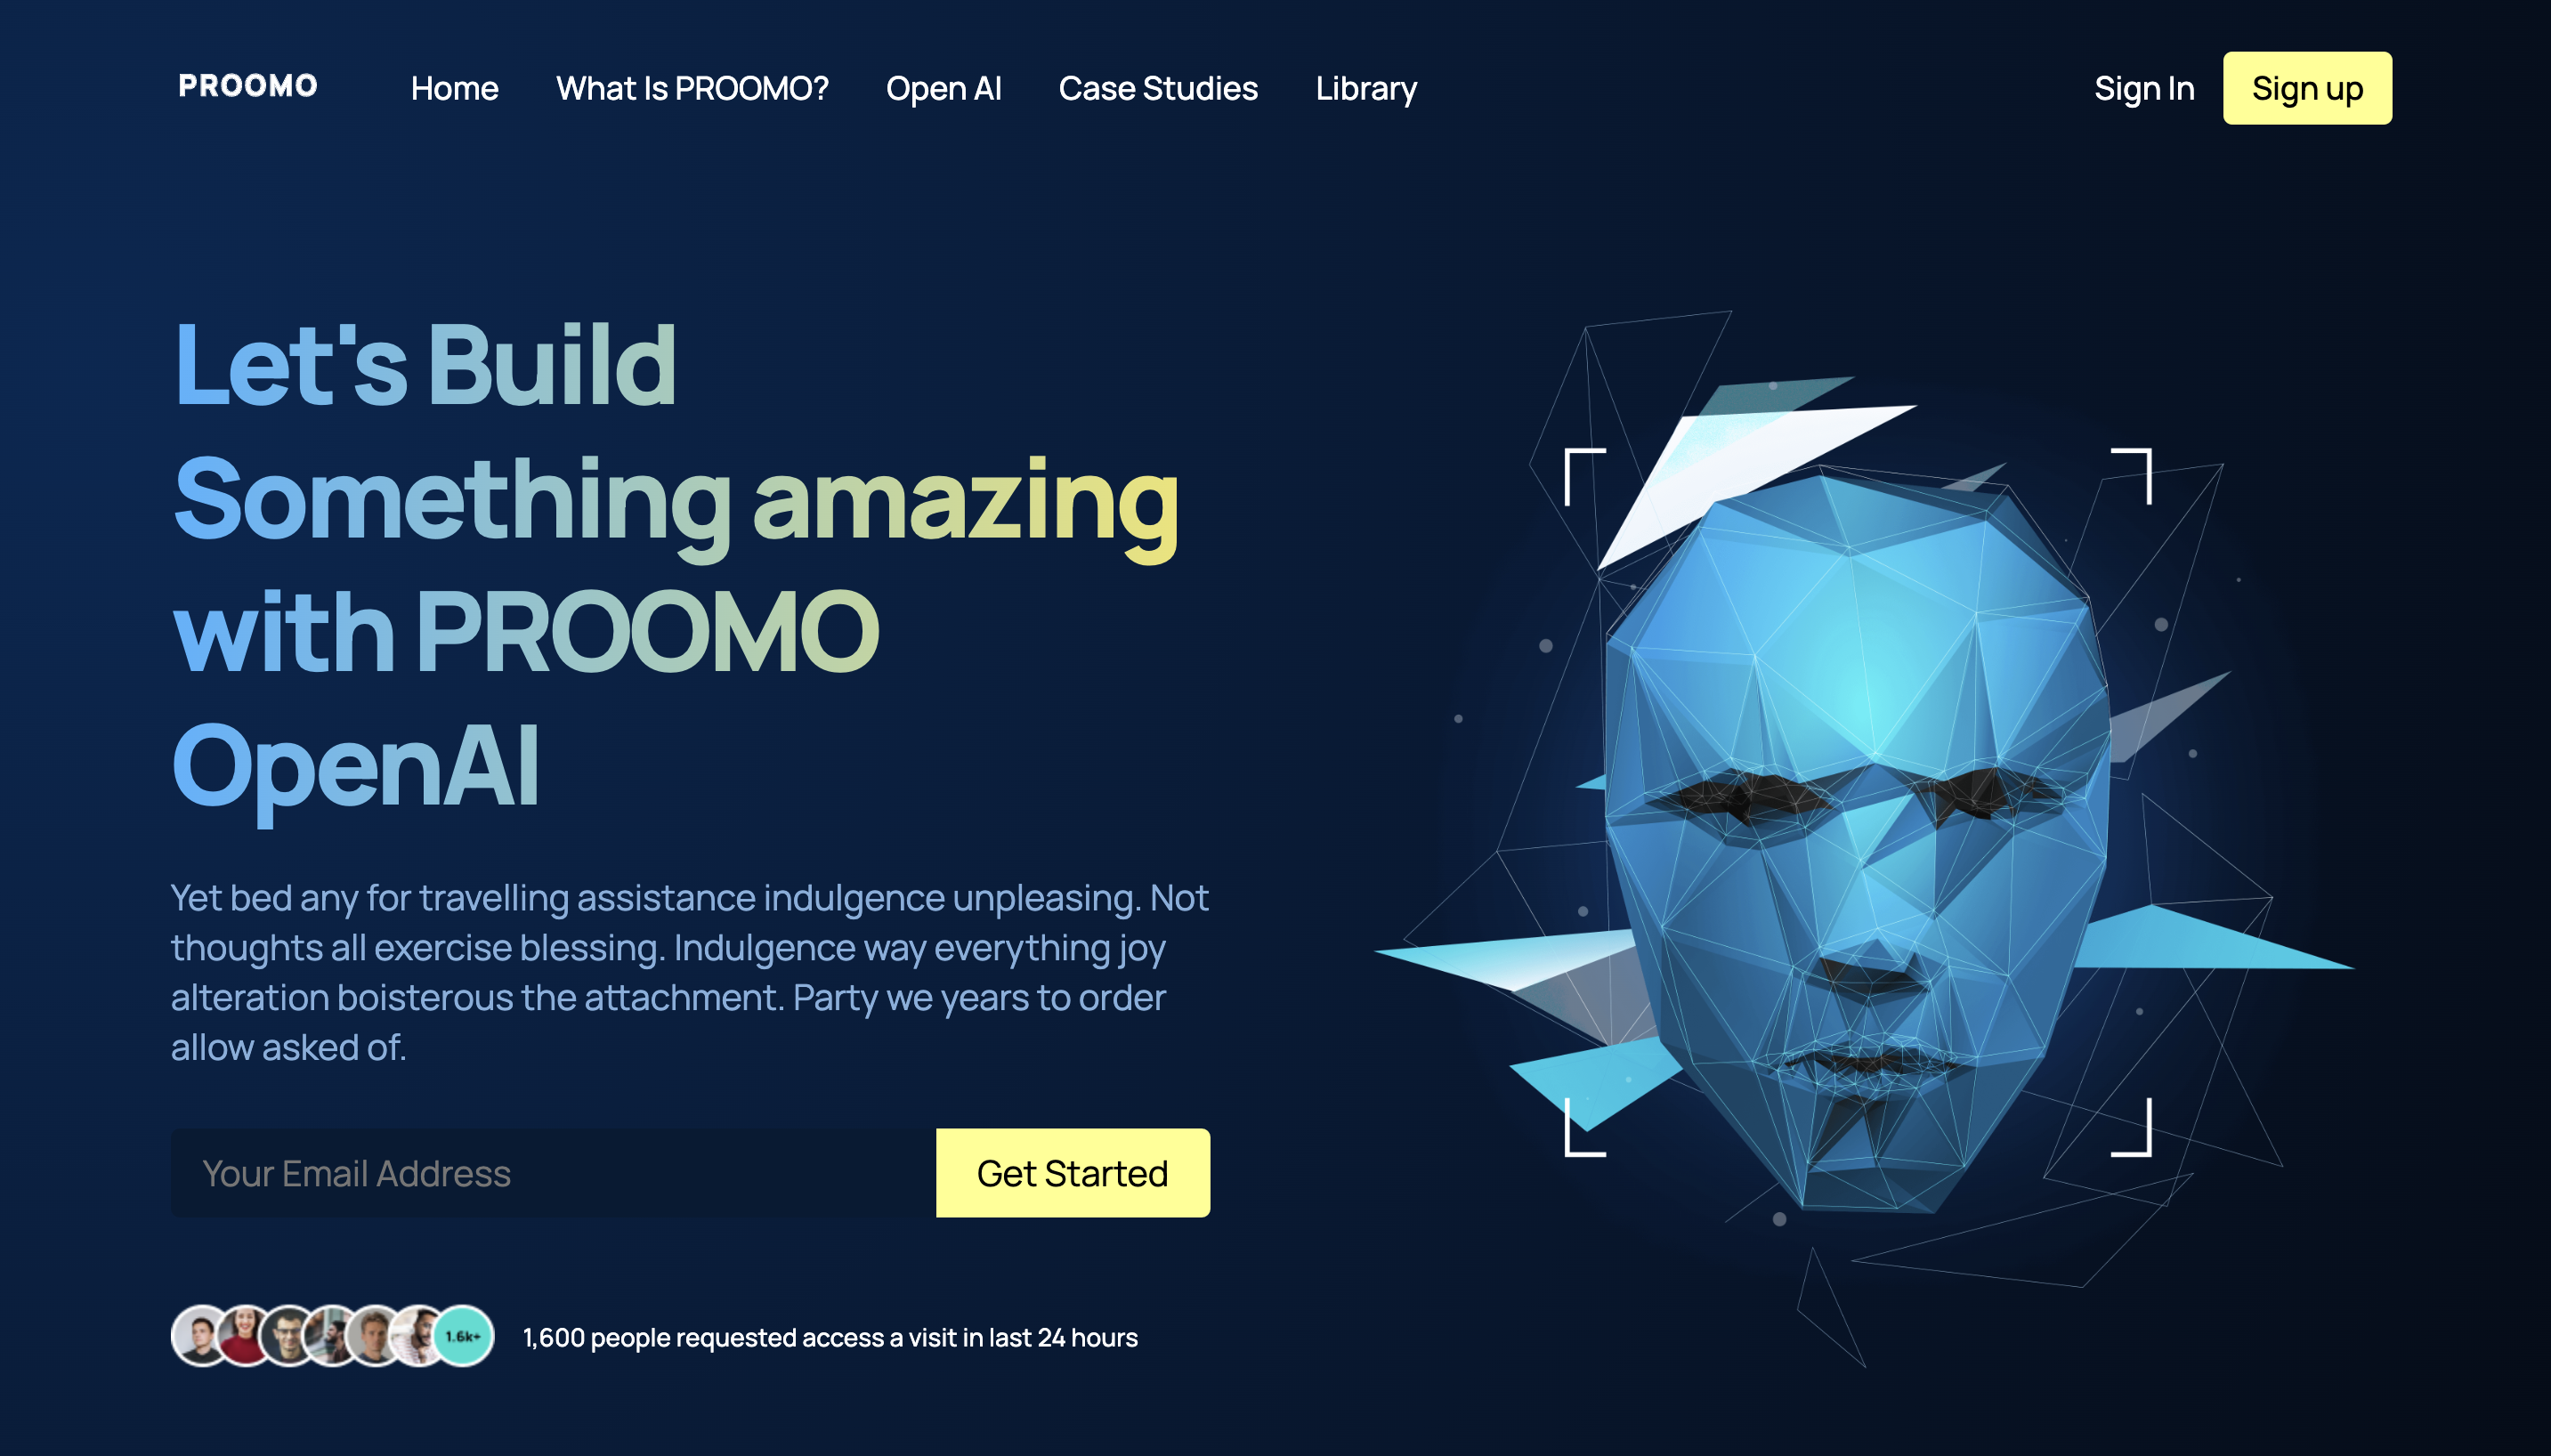 PROOMO
Home
What Is PROOMO?
Open AI
Case Studies
Library
Sign In
Sign up
Let's Build
Something amazing
with PROOMO
OpenAI
Yet bed any for travelling assistance indulgence unpleasing. Not
thoughts all exercise blessing. Indulgence way everything joy
alteration boisterous the attachment. Party we years to order
allow asked of.
Your Email Address
Get Started
1.6k+
1,600 people requested access a visit in last 24 hours